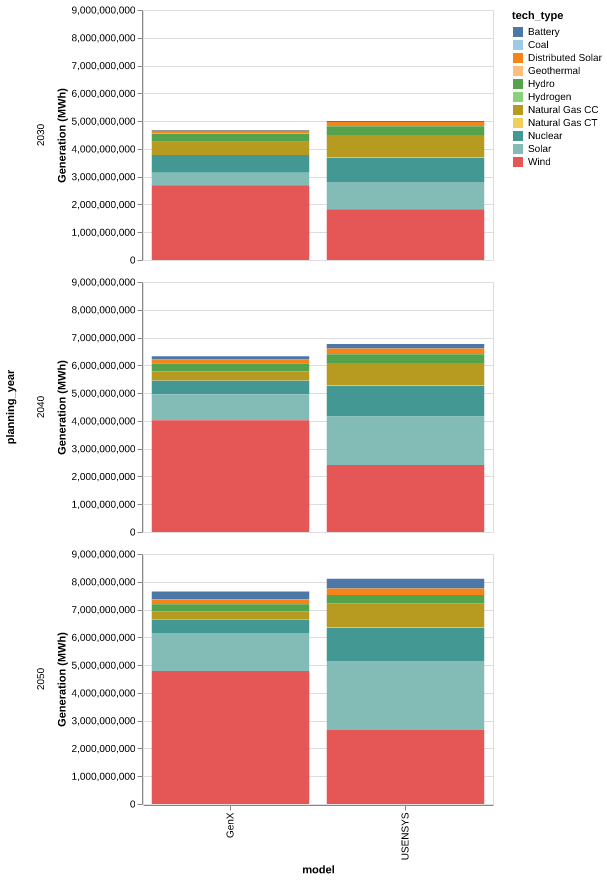 planning_year
2030
Generation (MWh)
9,000,000,000
8,000,000,000
7,000,000,000
6,000,000,000
5,000,000,000
4,000,000,000
3,000,000,000
2,000,000,000
1,000,000,000
0
2040
Generation (MWh)
9,000,000,000
8,000,000,000
7,000,000,000
6,000,000,000
5,000,000,000
4,000,000,000
3,000,000,000
2,000,000,000
1,000,000,000
0
2050
Generation (MWh)
9,000,000,000
8,000,000,000
7,000,000,000
6,000,000,000
5,000,000,000
4,000,000,000
3,000,000,000
2,000,000,000
1,000,000,000
0
GenX
USENSYS
model
tech_type
Battery
Coal
Distributed Solar
Geothermal
Hydro
Hydrogen
Natural Gas CC
Natural Gas CT
Nuclear
Solar
Wind